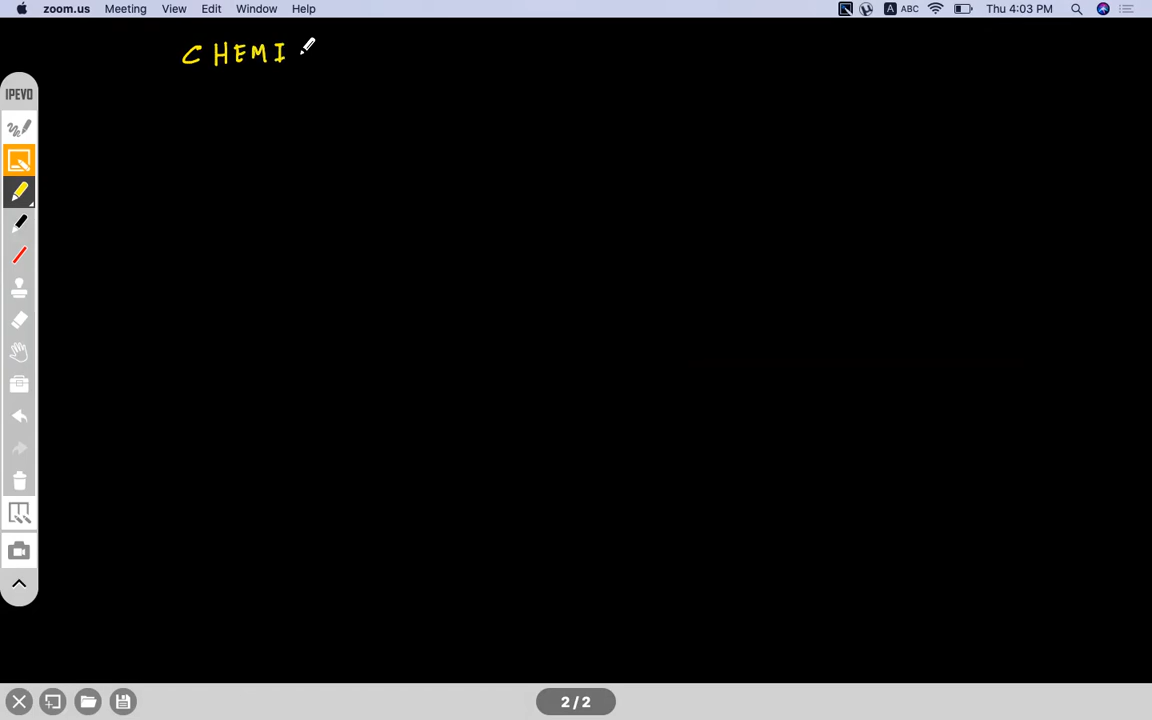 zoom.us Meeting View Edit Window Help A ABC Thu 4:03 PM
CHEMI
IPEVO
2 / 2